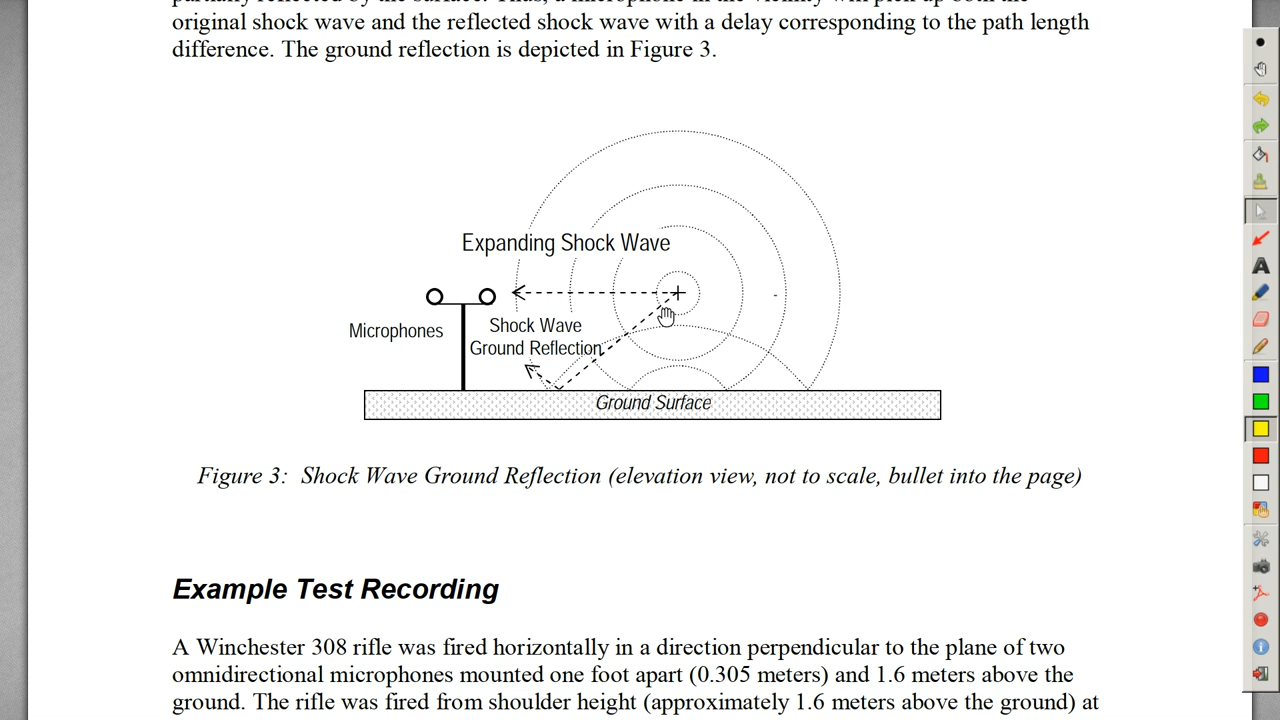 original shock wave and the reflected shock wave with a delay corresponding to the path length
difference. The ground reflection is depicted in Figure 3.
Expanding Shock Wave
Microphones
Shock Wave
Ground Reflection
Ground Surface
Figure 3: Shock Wave Ground Reflection (elevation view, not to scale, bullet into the page)
Example Test Recording
A Winchester 308 rifle was fired horizontally in a direction perpendicular to the plane of two
omnidirectional microphones mounted one foot apart (0.305 meters) and 1.6 meters above the
ground. The rifle was fired from shoulder height (approximately 1.6 meters above the ground) at